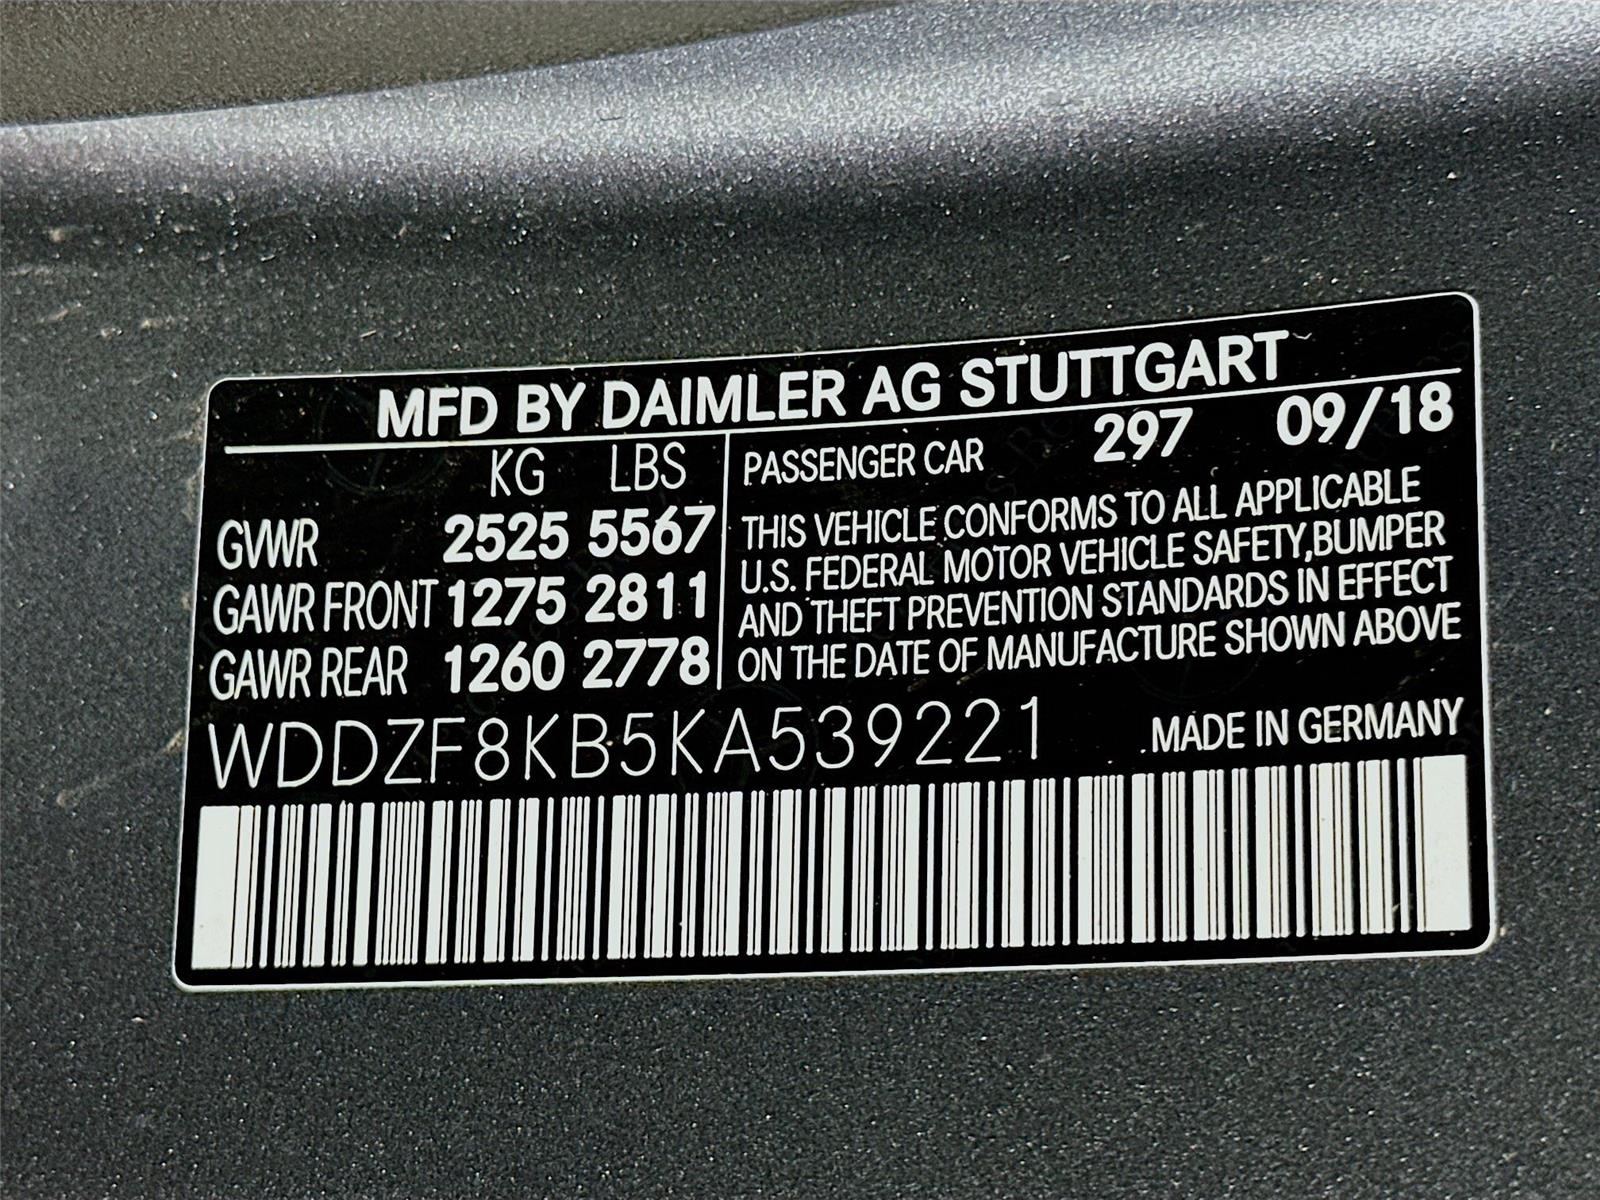 MFD BY DAIMLER AG STUTTGART
KG LBS
GVWR 2525 5567
GAWR FRONT 1275 2811
GAWR REAR 1260 2778
PASSENGER CAR 297 09/18
THIS VEHICLE CONFORMS TO ALL APPLICABLE
U.S. FEDERAL MOTOR VEHICLE SAFETY,BUMPER
AND THEFT PREVENTION STANDARDS IN EFFECT
ON THE DATE OF MANUFACTURE SHOWN ABOVE
WDDZF8KB5KA539221
MADE IN GERMANY